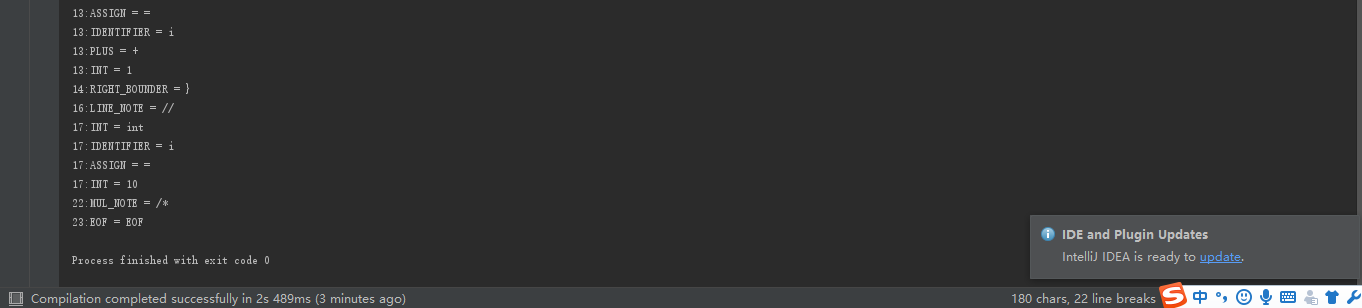 13:ASSIGN = =
13:IDENTIFIER = i
13:PLUS = +
13:INT = 1
14:RIGHT_BOUNDER = }
16:LINE_NOTE = //
17:INT = int
17:IDENTIFIER = i
17:ASSIGN = =
17:INT = 10
22:MUL_NOTE = /*
23:EOF = EOF
Process finished with exit code 0
IDE and Plugin Updates
IntelliJ IDEA is ready to update.
Compilation completed successfully in 2s 489ms (3 minutes ago)
180 chars, 22 line breaks
S 中